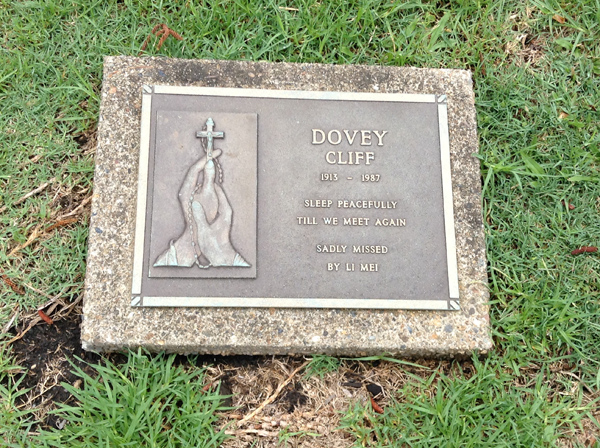 DOVEY
CLIFF
1913 - 1987
SLEEP PEACEFULLY
TILL WE MEET AGAIN
SADLY MISSED
BY LI MEI